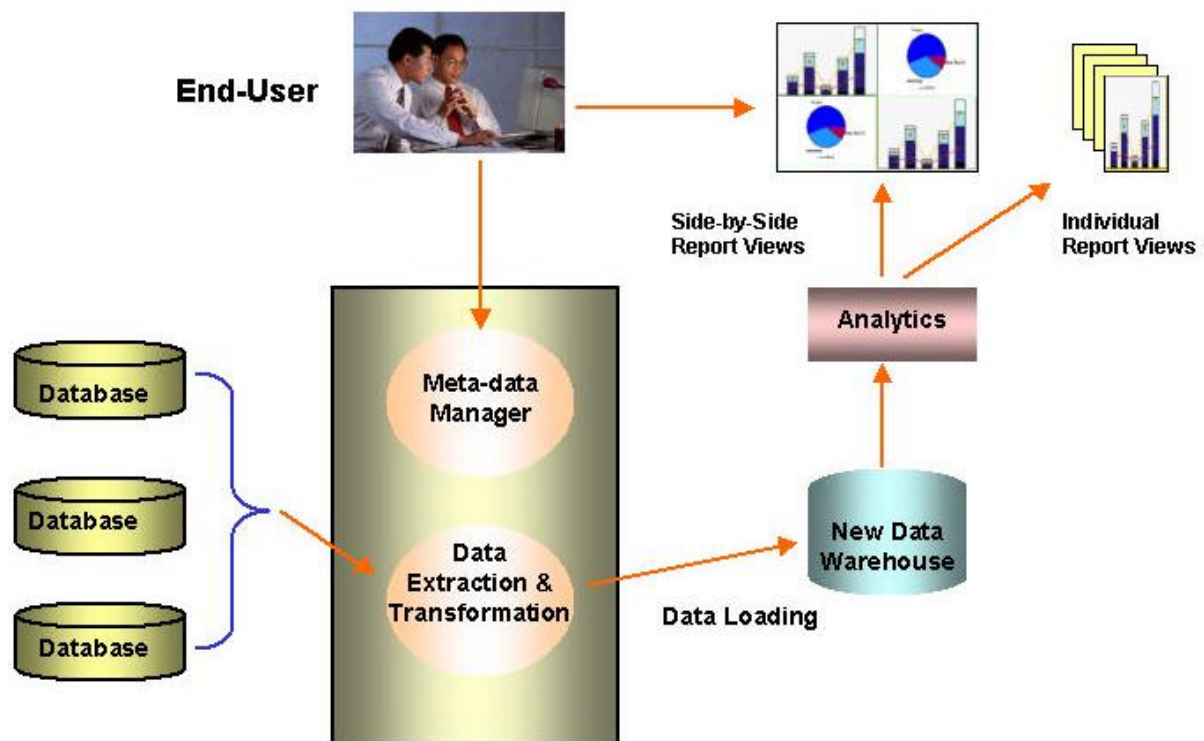 End-User
Side-by-Side
Report Views
Individual
Report Views
Analytics
Meta-data
Manager
Database
Database
Database
Data
Extraction &
Transformation
New Data
Warehouse
Data Loading